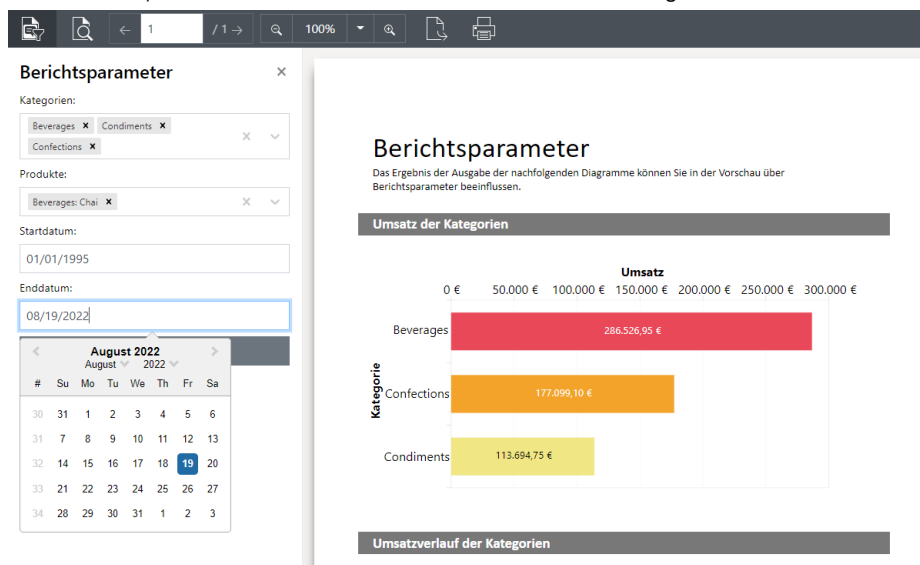 1 / 1 100%
Berichtsparameter ×
Kategorien:
Beverages × Condiments ×
Confections ×
Produkte:
Beverages: Chai ×
Startdatum:
01/01/1995
Enddatum:
08/19/2022
August 2022
August 2022
# Su Mo Tu We Th Fr Sa
30 31 1 2 3 4 5 6
31 7 8 9 10 11 12 13
32 14 15 16 17 18 19 20
33 21 22 23 24 25 26 27
34 28 29 30 31 1 2 3
Berichtsparameter
Das Ergebnis der Ausgabe der nachfolgenden Diagramme können Sie in der Vorschau über
Berichtsparameter beeinflussen.
Umsatz der Kategorien
Umsatz
0 € 50.000 € 100.000 € 150.000 € 200.000 € 250.000 € 300.000 €
Kategorie
Beverages 286.526,95 €
Confections 177.099,10 €
Condiments 113.694,75 €
Umsatzverlauf der Kategorien